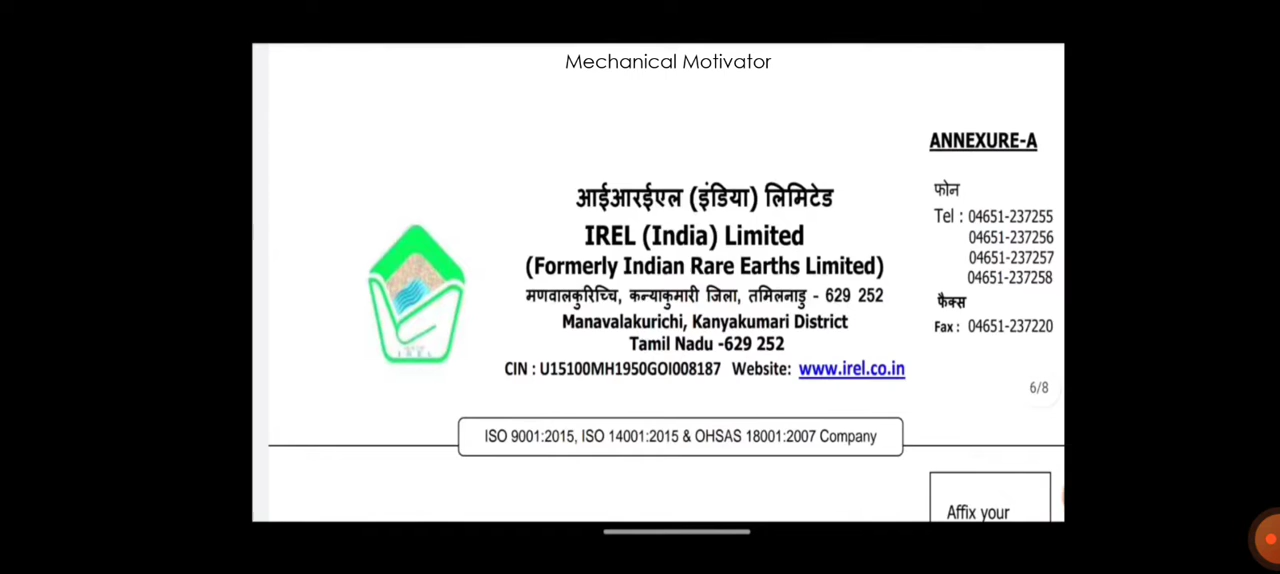 Mechanical Motivator
ANNEXURE-A
आईआरईएल (इंडिया) लिमिटेड
IREL (India) Limited
(Formerly Indian Rare Earths Limited)
मणवालकुरिच्चि, कन्याकुमारी जिला, तमिलनाडु - 629 252
Manavalakurichi, Kanyakumari District
Tamil Nadu -629 252
CIN : U15100MH1950GOI008187 Website: www.irel.co.in
फोन
Tel : 04651-237255
04651-237256
04651-237257
04651-237258
फैक्स
Fax : 04651-237220
6/8
IREL
ISO 9001:2015, ISO 14001:2015 & OHSAS 18001:2007 Company
Affix your